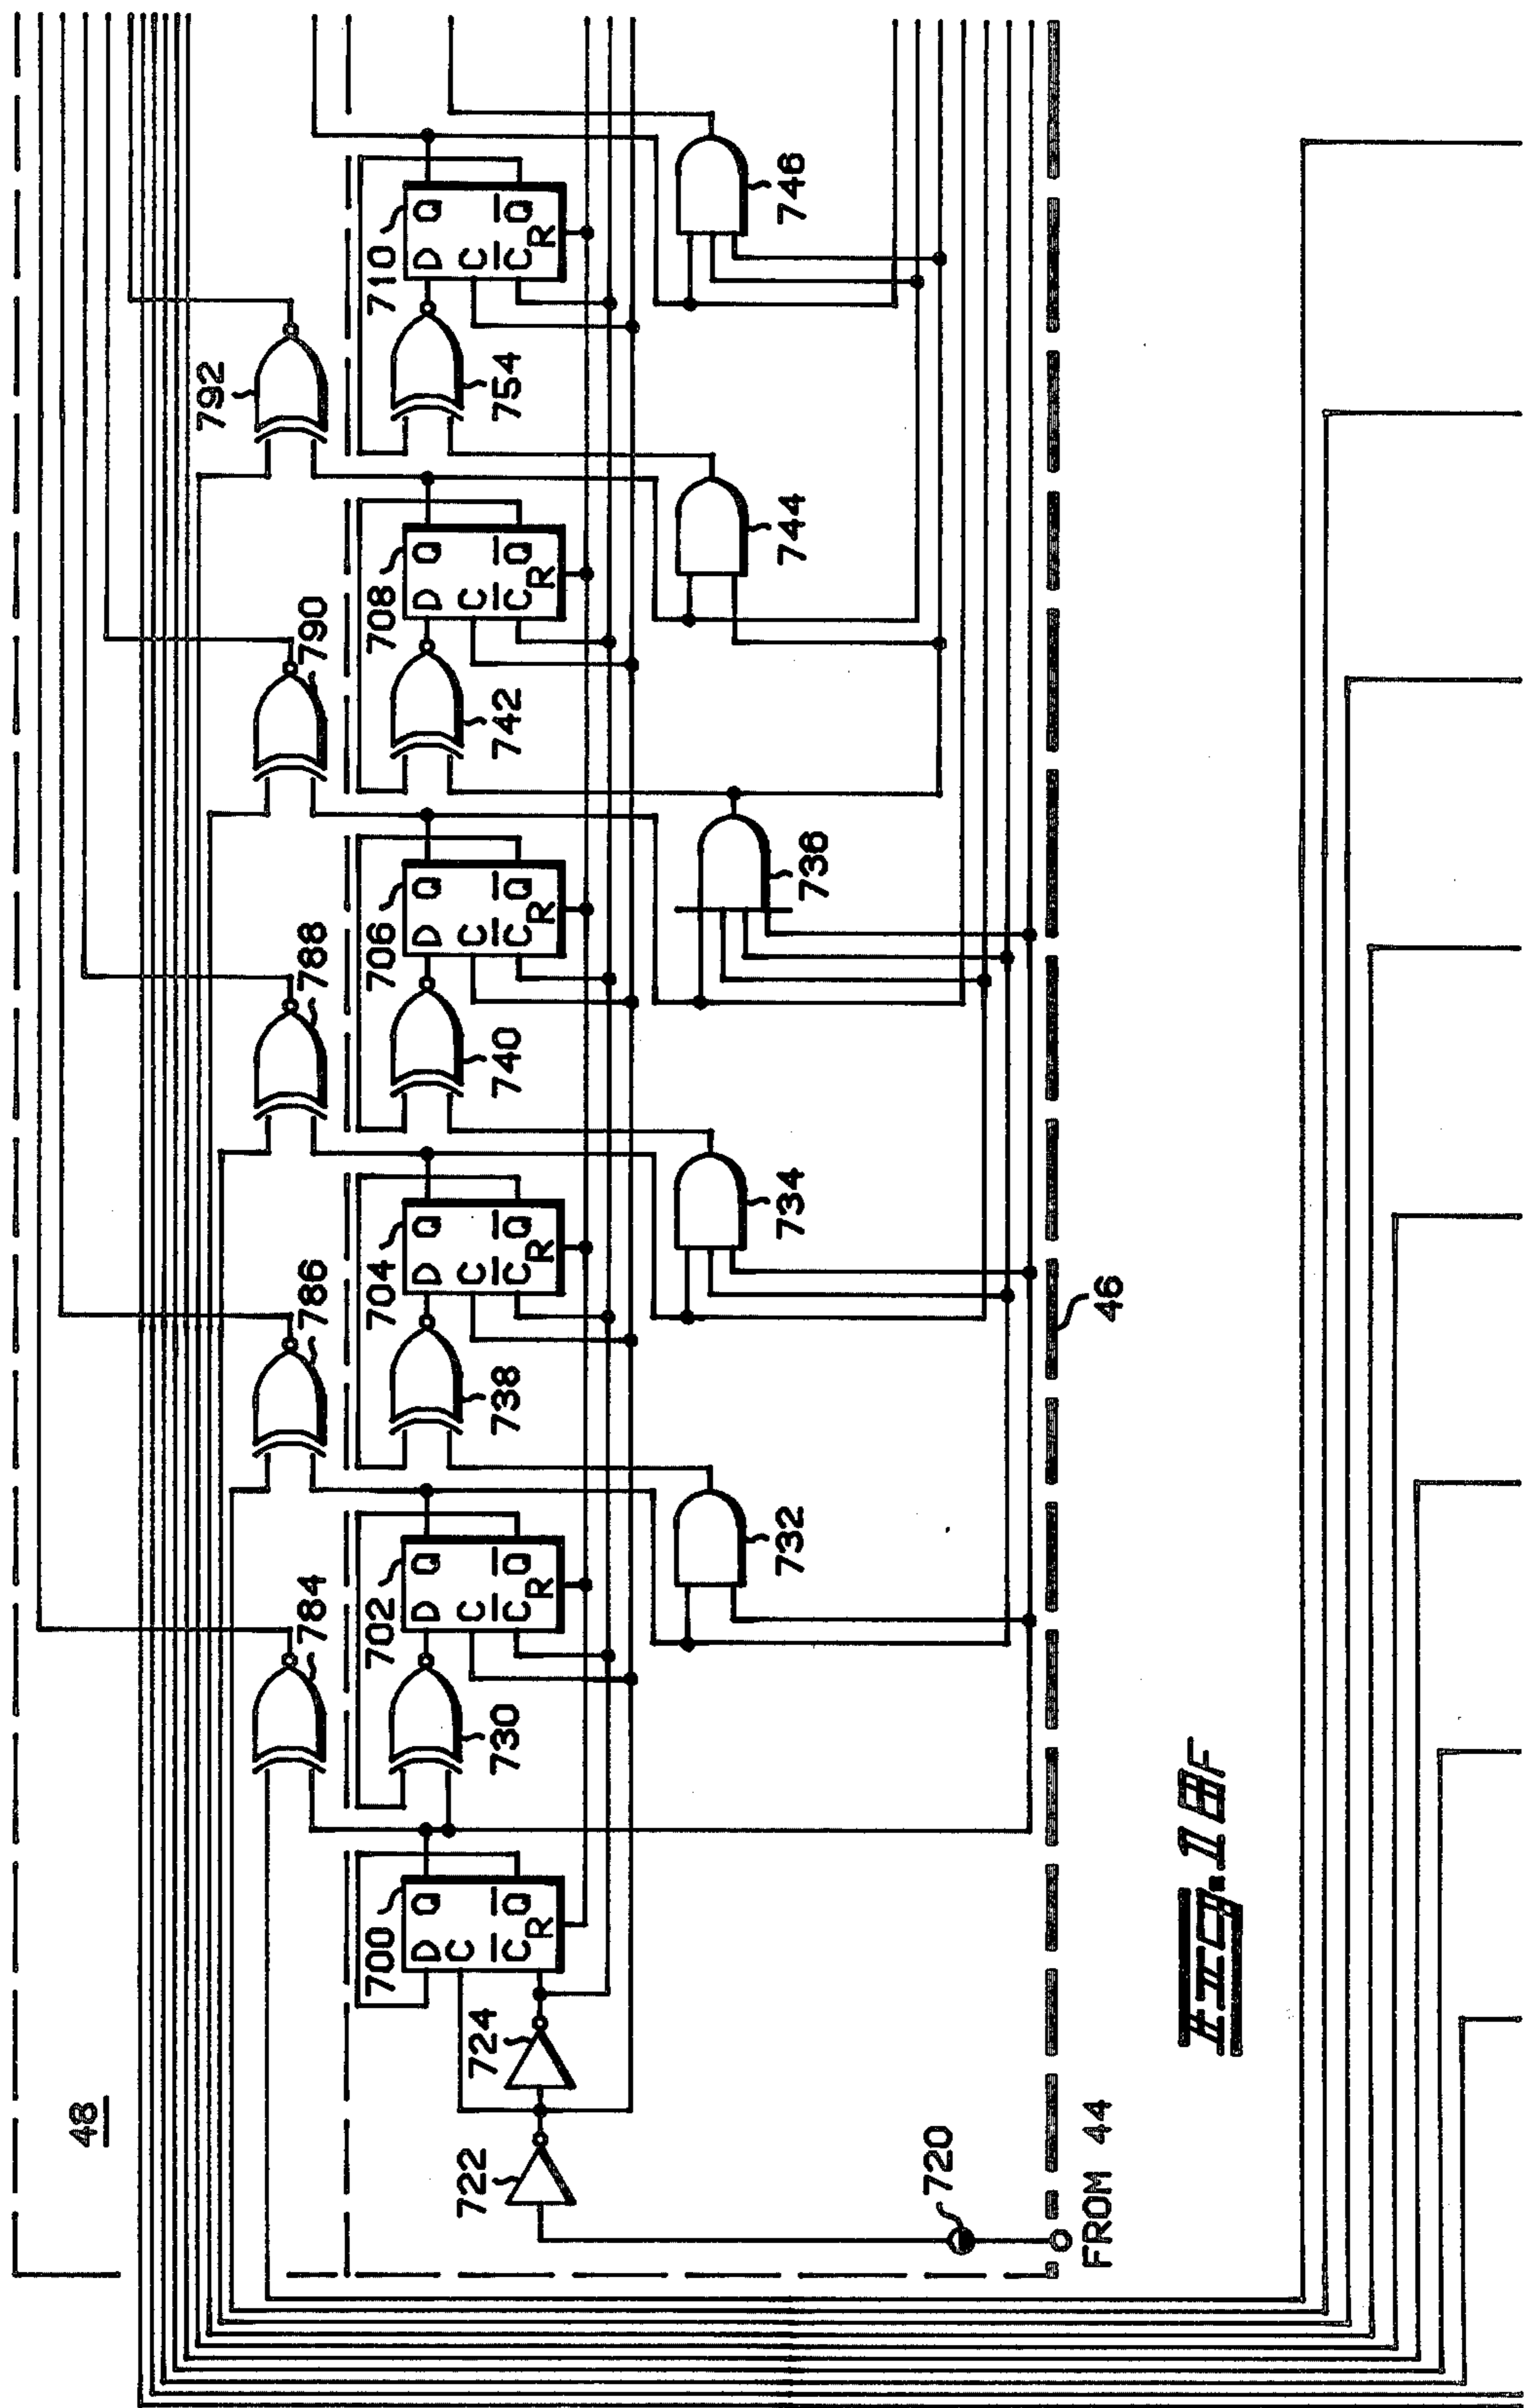 48
784
786
788
790
792
700
D Q
C
C̅ Q̅
R
702
D Q
C
C̅ Q̅
R
704
D Q
C
C̅ Q̅
R
706
D Q
C
C̅ Q̅
R
708
D Q
C
C̅ Q̅
R
710
D Q
C
C̅ Q̅
R
722
724
730
738
740
742
754
732
734
736
744
746
720
FROM 44
46
FIG. 18F